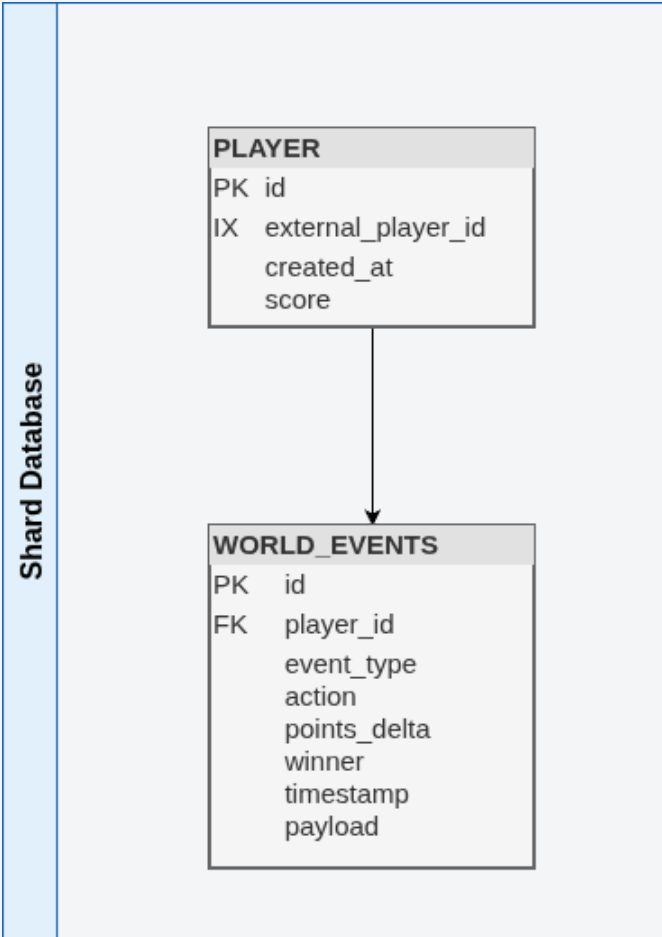 Shard Database
PLAYER
PK id
IX external_player_id
created_at
score
WORLD_EVENTS
PK id
FK player_id
event_type
action
points_delta
winner
timestamp
payload